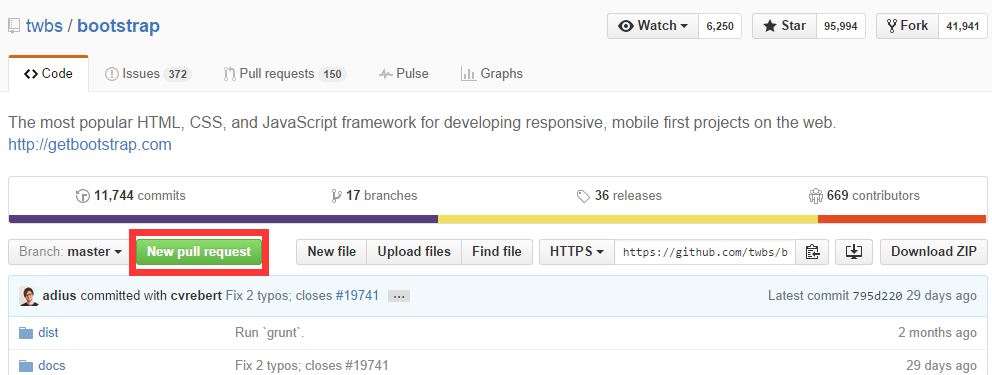 twbs / bootstrap
Watch 6,250 Star 95,994 Fork 41,941
Code Issues 372 Pull requests 150 Pulse Graphs
The most popular HTML, CSS, and JavaScript framework for developing responsive, mobile first projects on the web.
http://getbootstrap.com
11,744 commits 17 branches 36 releases 669 contributors
Branch: master New pull request New file Upload files Find file HTTPS https://github.com/twbs/b Download ZIP
adius committed with cvrebert Fix 2 typos; closes #19741 … Latest commit 795d220 29 days ago
dist Run `grunt`. 2 months ago
docs Fix 2 typos; closes #19741 29 days ago